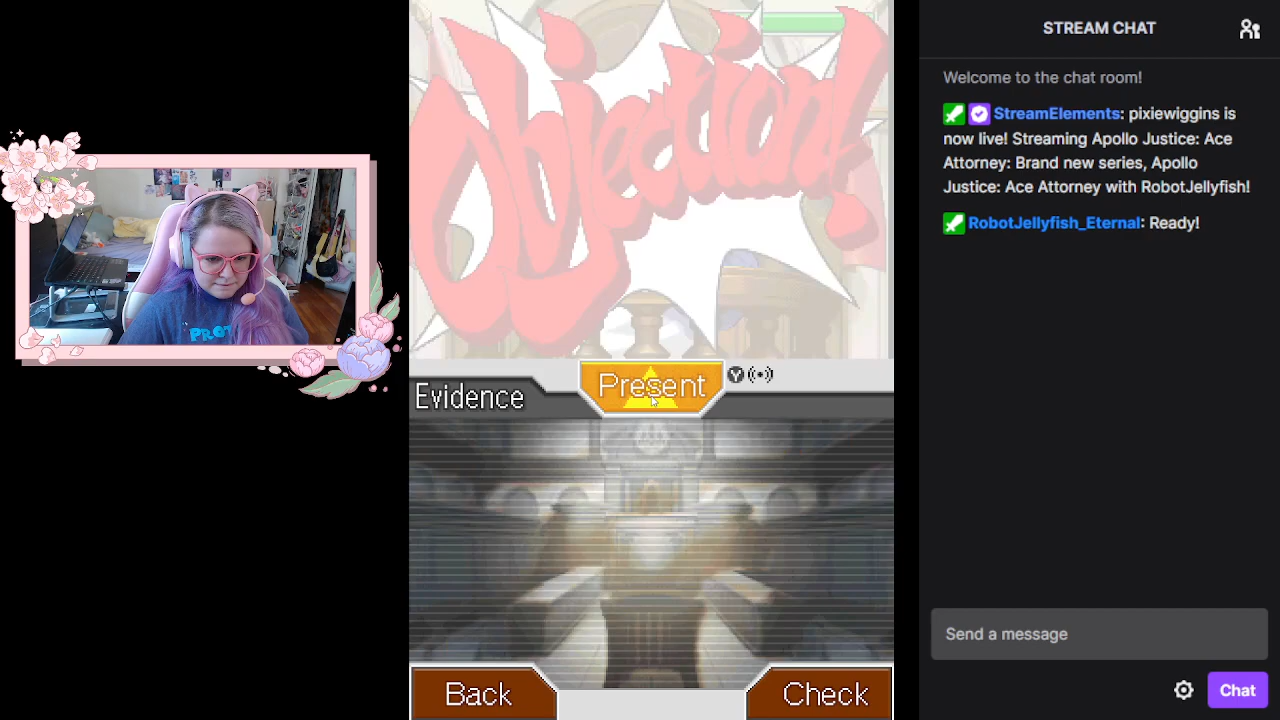 Objection!
Present
Y
Evidence
Back
Check
PROT
STREAM CHAT
Welcome to the chat room!
StreamElements: pixiewiggins is
now live! Streaming Apollo Justice: Ace
Attorney: Brand new series, Apollo
Justice: Ace Attorney with RobotJellyfish!
RobotJellyfish_Eternal: Ready!
Send a message
Chat